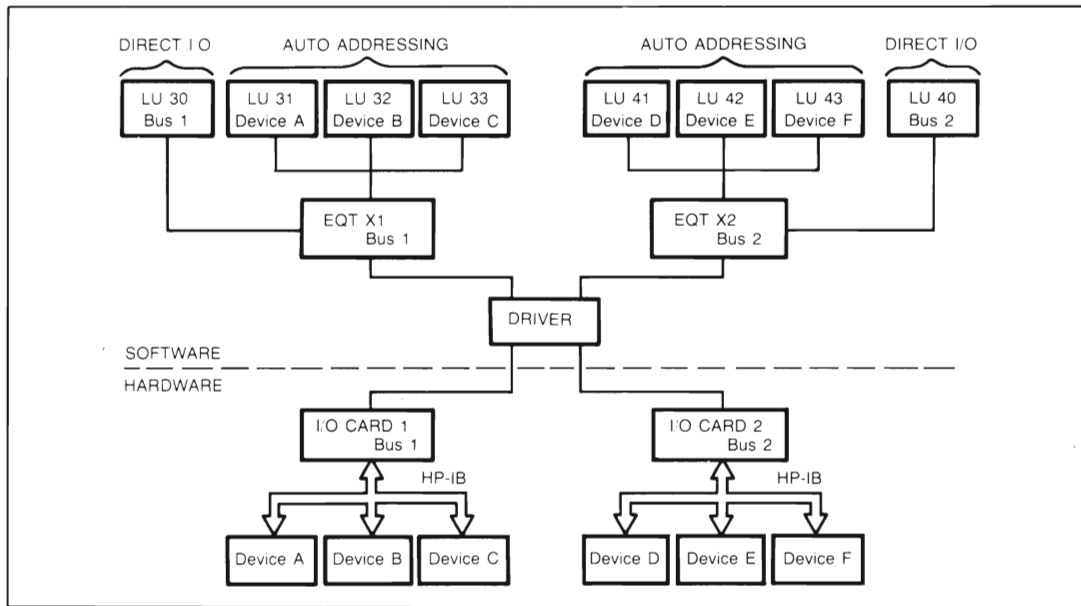 DIRECT I O
AUTO ADDRESSING
AUTO ADDRESSING
DIRECT I/O
LU 30
Bus 1
LU 31
Device A
LU 32
Device B
LU 33
Device C
LU 41
Device D
LU 42
Device E
LU 43
Device F
LU 40
Bus 2
EQT X1
Bus 1
EQT X2
Bus 2
DRIVER
SOFTWARE
HARDWARE
I/O CARD 1
Bus 1
I/O CARD 2
Bus 2
HP-IB
HP-IB
Device A
Device B
Device C
Device D
Device E
Device F